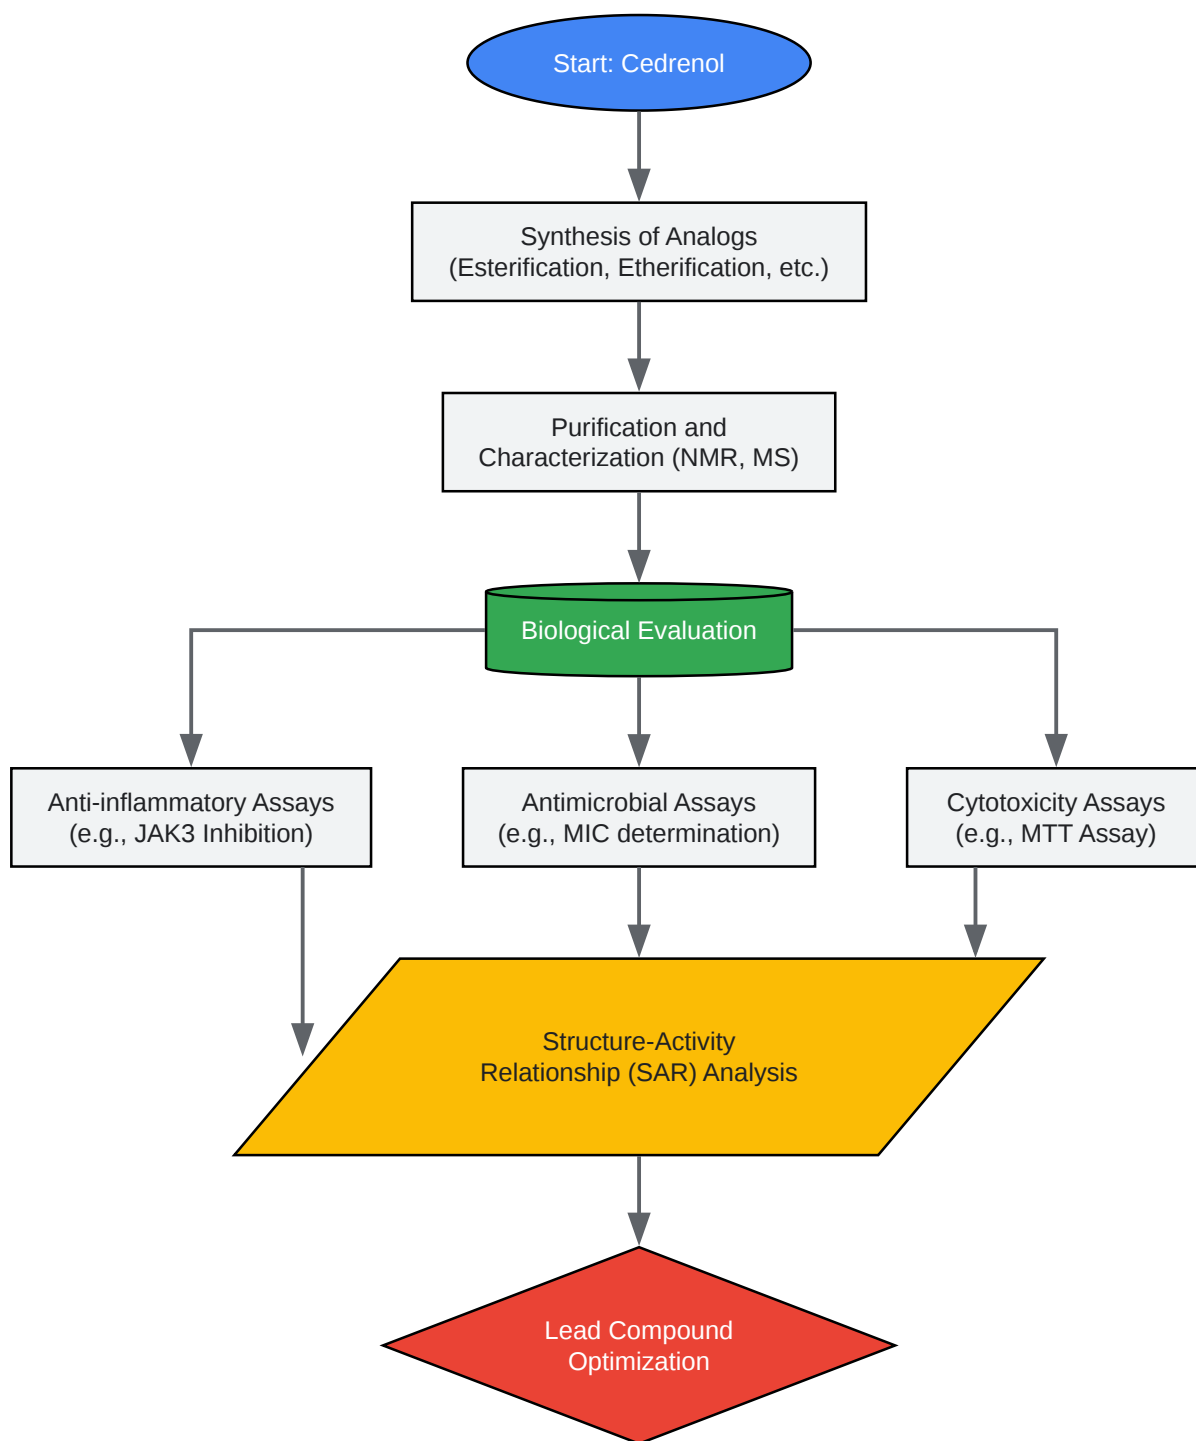 Start: Cedrenol
Synthesis of Analogs
(Esterification, Etherification, etc.)
Purification and
Characterization (NMR, MS)
Biological Evaluation
Anti-inflammatory Assays
(e.g., JAK3 Inhibition)
Antimicrobial Assays
(e.g., MIC determination)
Cytotoxicity Assays
(e.g., MTT Assay)
Structure-Activity
Relationship (SAR) Analysis
Lead Compound
Optimization